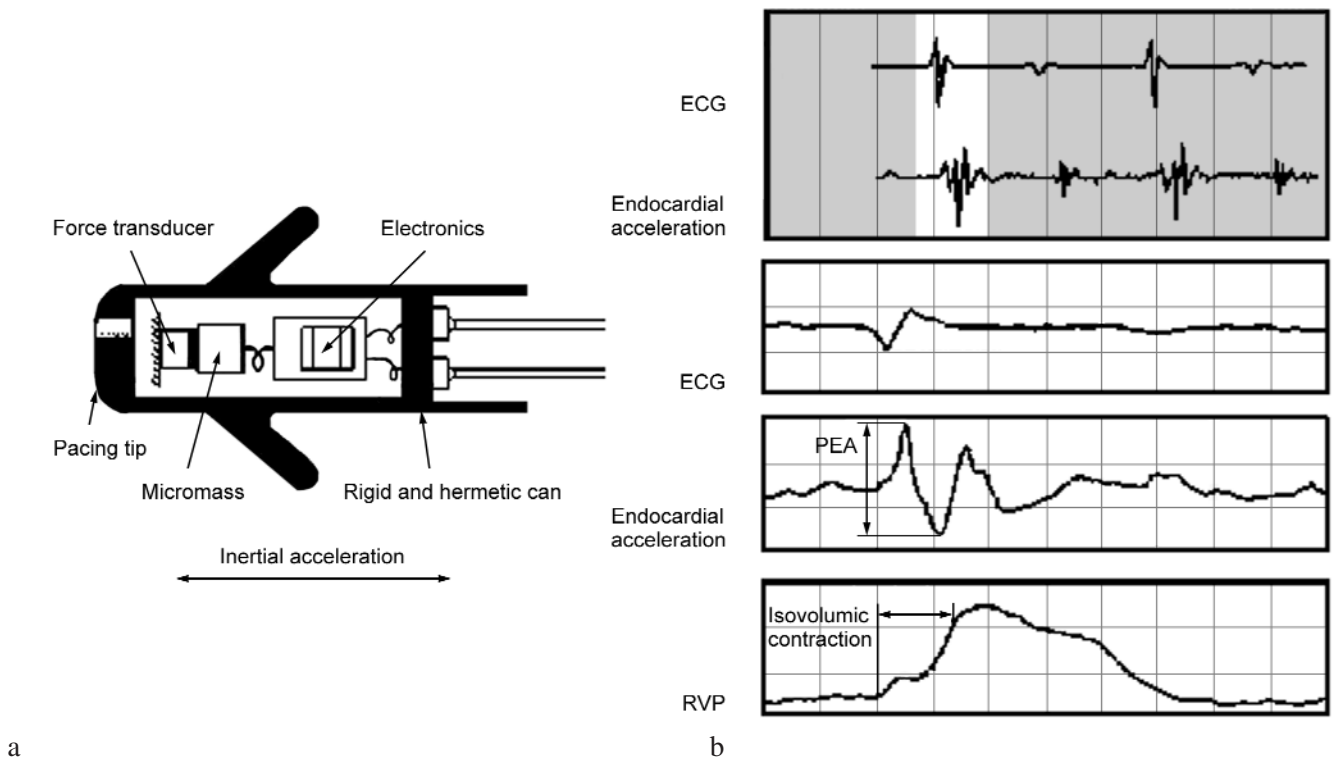 Force transducer
Electronics
Pacing tip
Micromass
Rigid and hermetic can
Inertial acceleration
a
ECG
Endocardial
acceleration
ECG
PEA
Endocardial
acceleration
Isovolumic
contraction
RVP
b